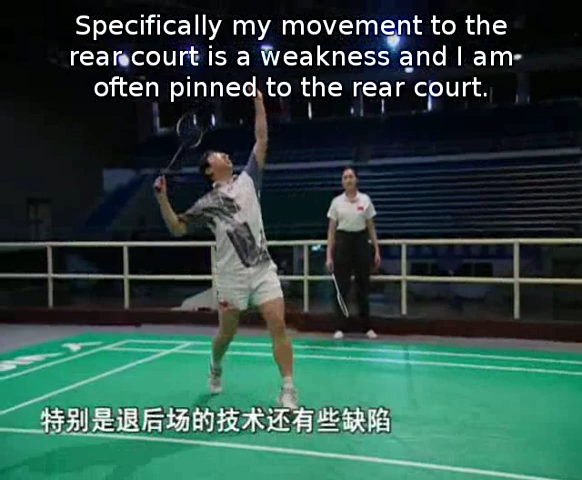 Specifically my movement to the
rear court is a weakness and I am
often pinned to the rear court.
特别是退后场的技术还有些缺陷